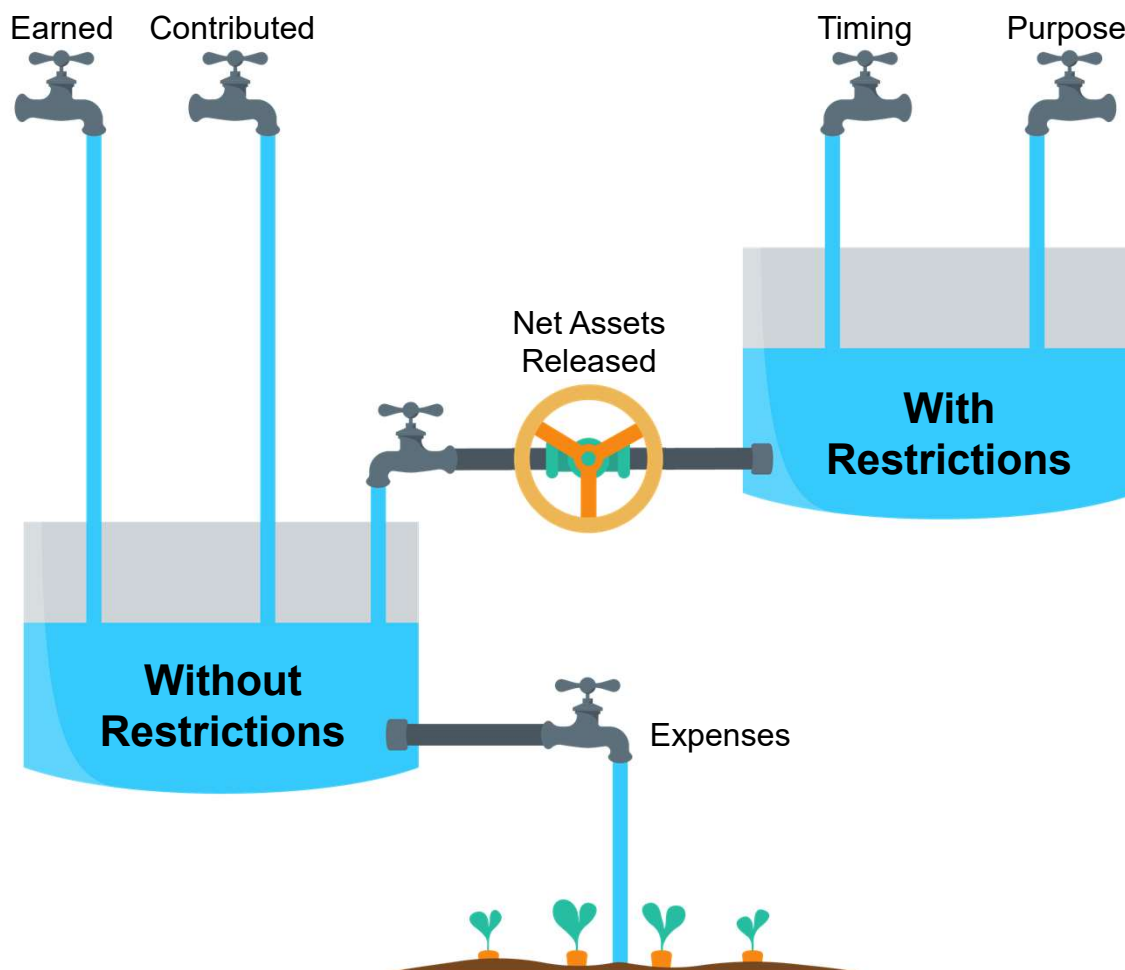 Earned
Contributed
Timing
Purpose
Net Assets
Released
With
Restrictions
Without
Restrictions
Expenses